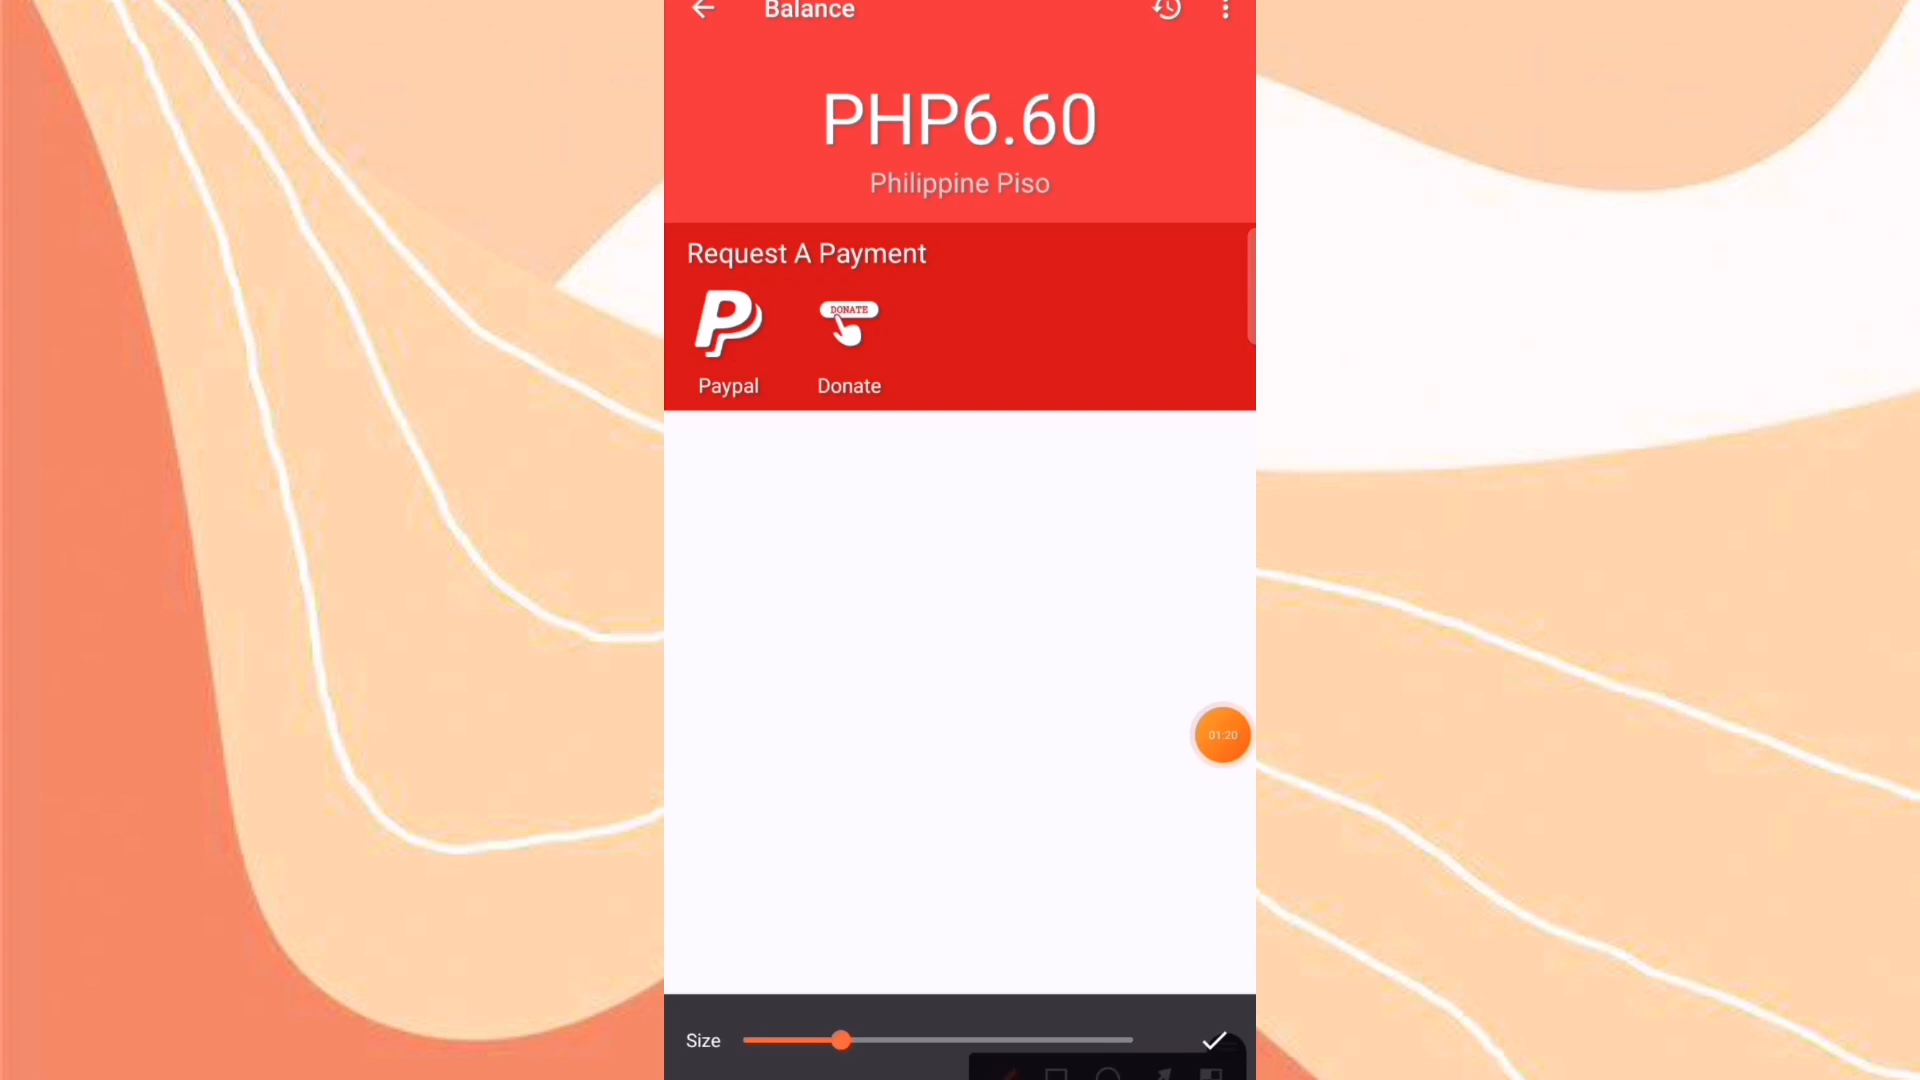 Balance
PHP6.60
Philippine Piso
Request A Payment
DONATE
Paypal
Donate
01:20
Size